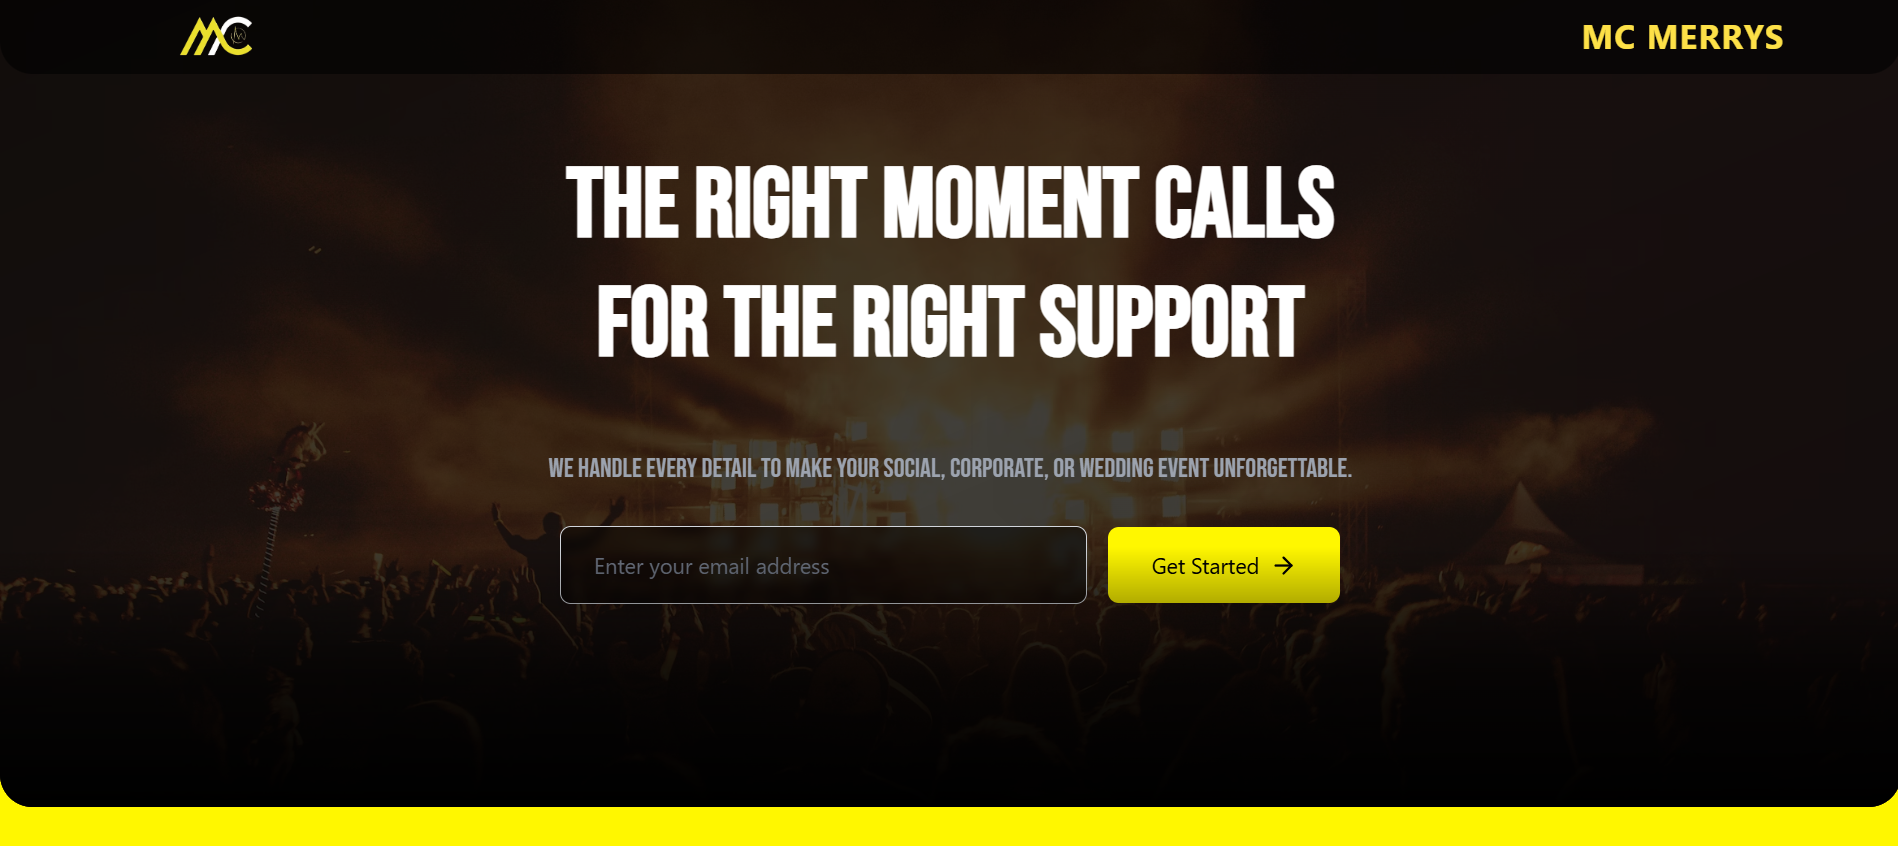 MC
MC MERRYS
THE RIGHT MOMENT CALLS
FOR THE RIGHT SUPPORT
WE HANDLE EVERY DETAIL TO MAKE YOUR SOCIAL, CORPORATE, OR WEDDING EVENT UNFORGETTABLE.
Enter your email address
Get Started